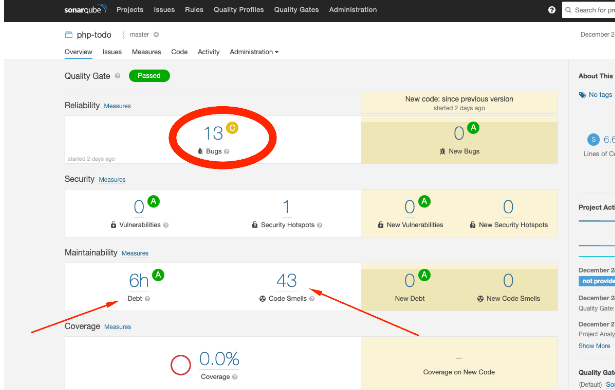 sonarqube Projects Issues Rules Quality Profiles Quality Gates Administration Search for pr
php-todo master December 2
Overview Issues Measures Code Activity Administration
Quality Gate Passed
About This
No tags
Reliability Measures
New code: since previous version
started 2 days ago
13 C
Bugs
started 2 days ago
0 A
New Bugs
S 6.6
Lines of C
Security Measures
0 A
Vulnerabilities
1
Security Hotspots
0 A
New Vulnerabilities
0
New Security Hotspots
Project Acti
Maintainability Measures
6h A
Debt
43
Code Smells
0 A
New Debt
0
New Code Smells
December 2
not provide
December 2
Quality Gate:
December 2
Project Analy
Show More
Coverage Measures
0.0%
Coverage
—
Coverage on New Code
Quality Gat
(Default) So